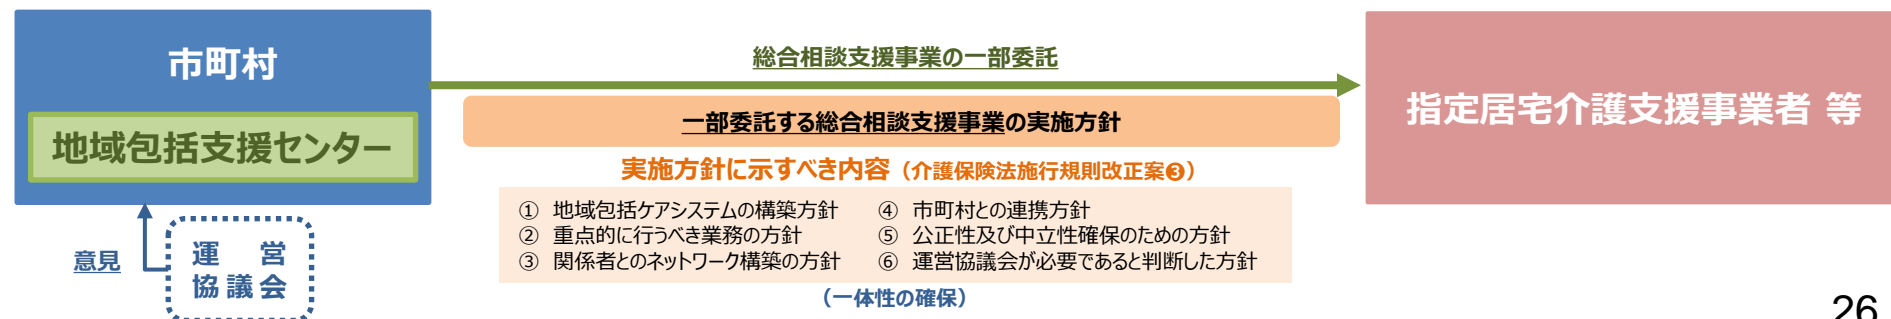 市町村
地域包括支援センター
意見
運 営
協議会
総合相談支援事業の一部委託
一部委託する総合相談支援事業の実施方針
実施方針に示すべき内容（介護保険法施行規則改正案❸）
① 地域包括ケアシステムの構築方針
② 重点的に行うべき業務の方針
③ 関係者とのネットワーク構築の方針
④ 市町村との連携方針
⑤ 公正性及び中立性確保のための方針
⑥ 運営協議会が必要であると判断した方針
（一体性の確保）
指定居宅介護支援事業者 等
26